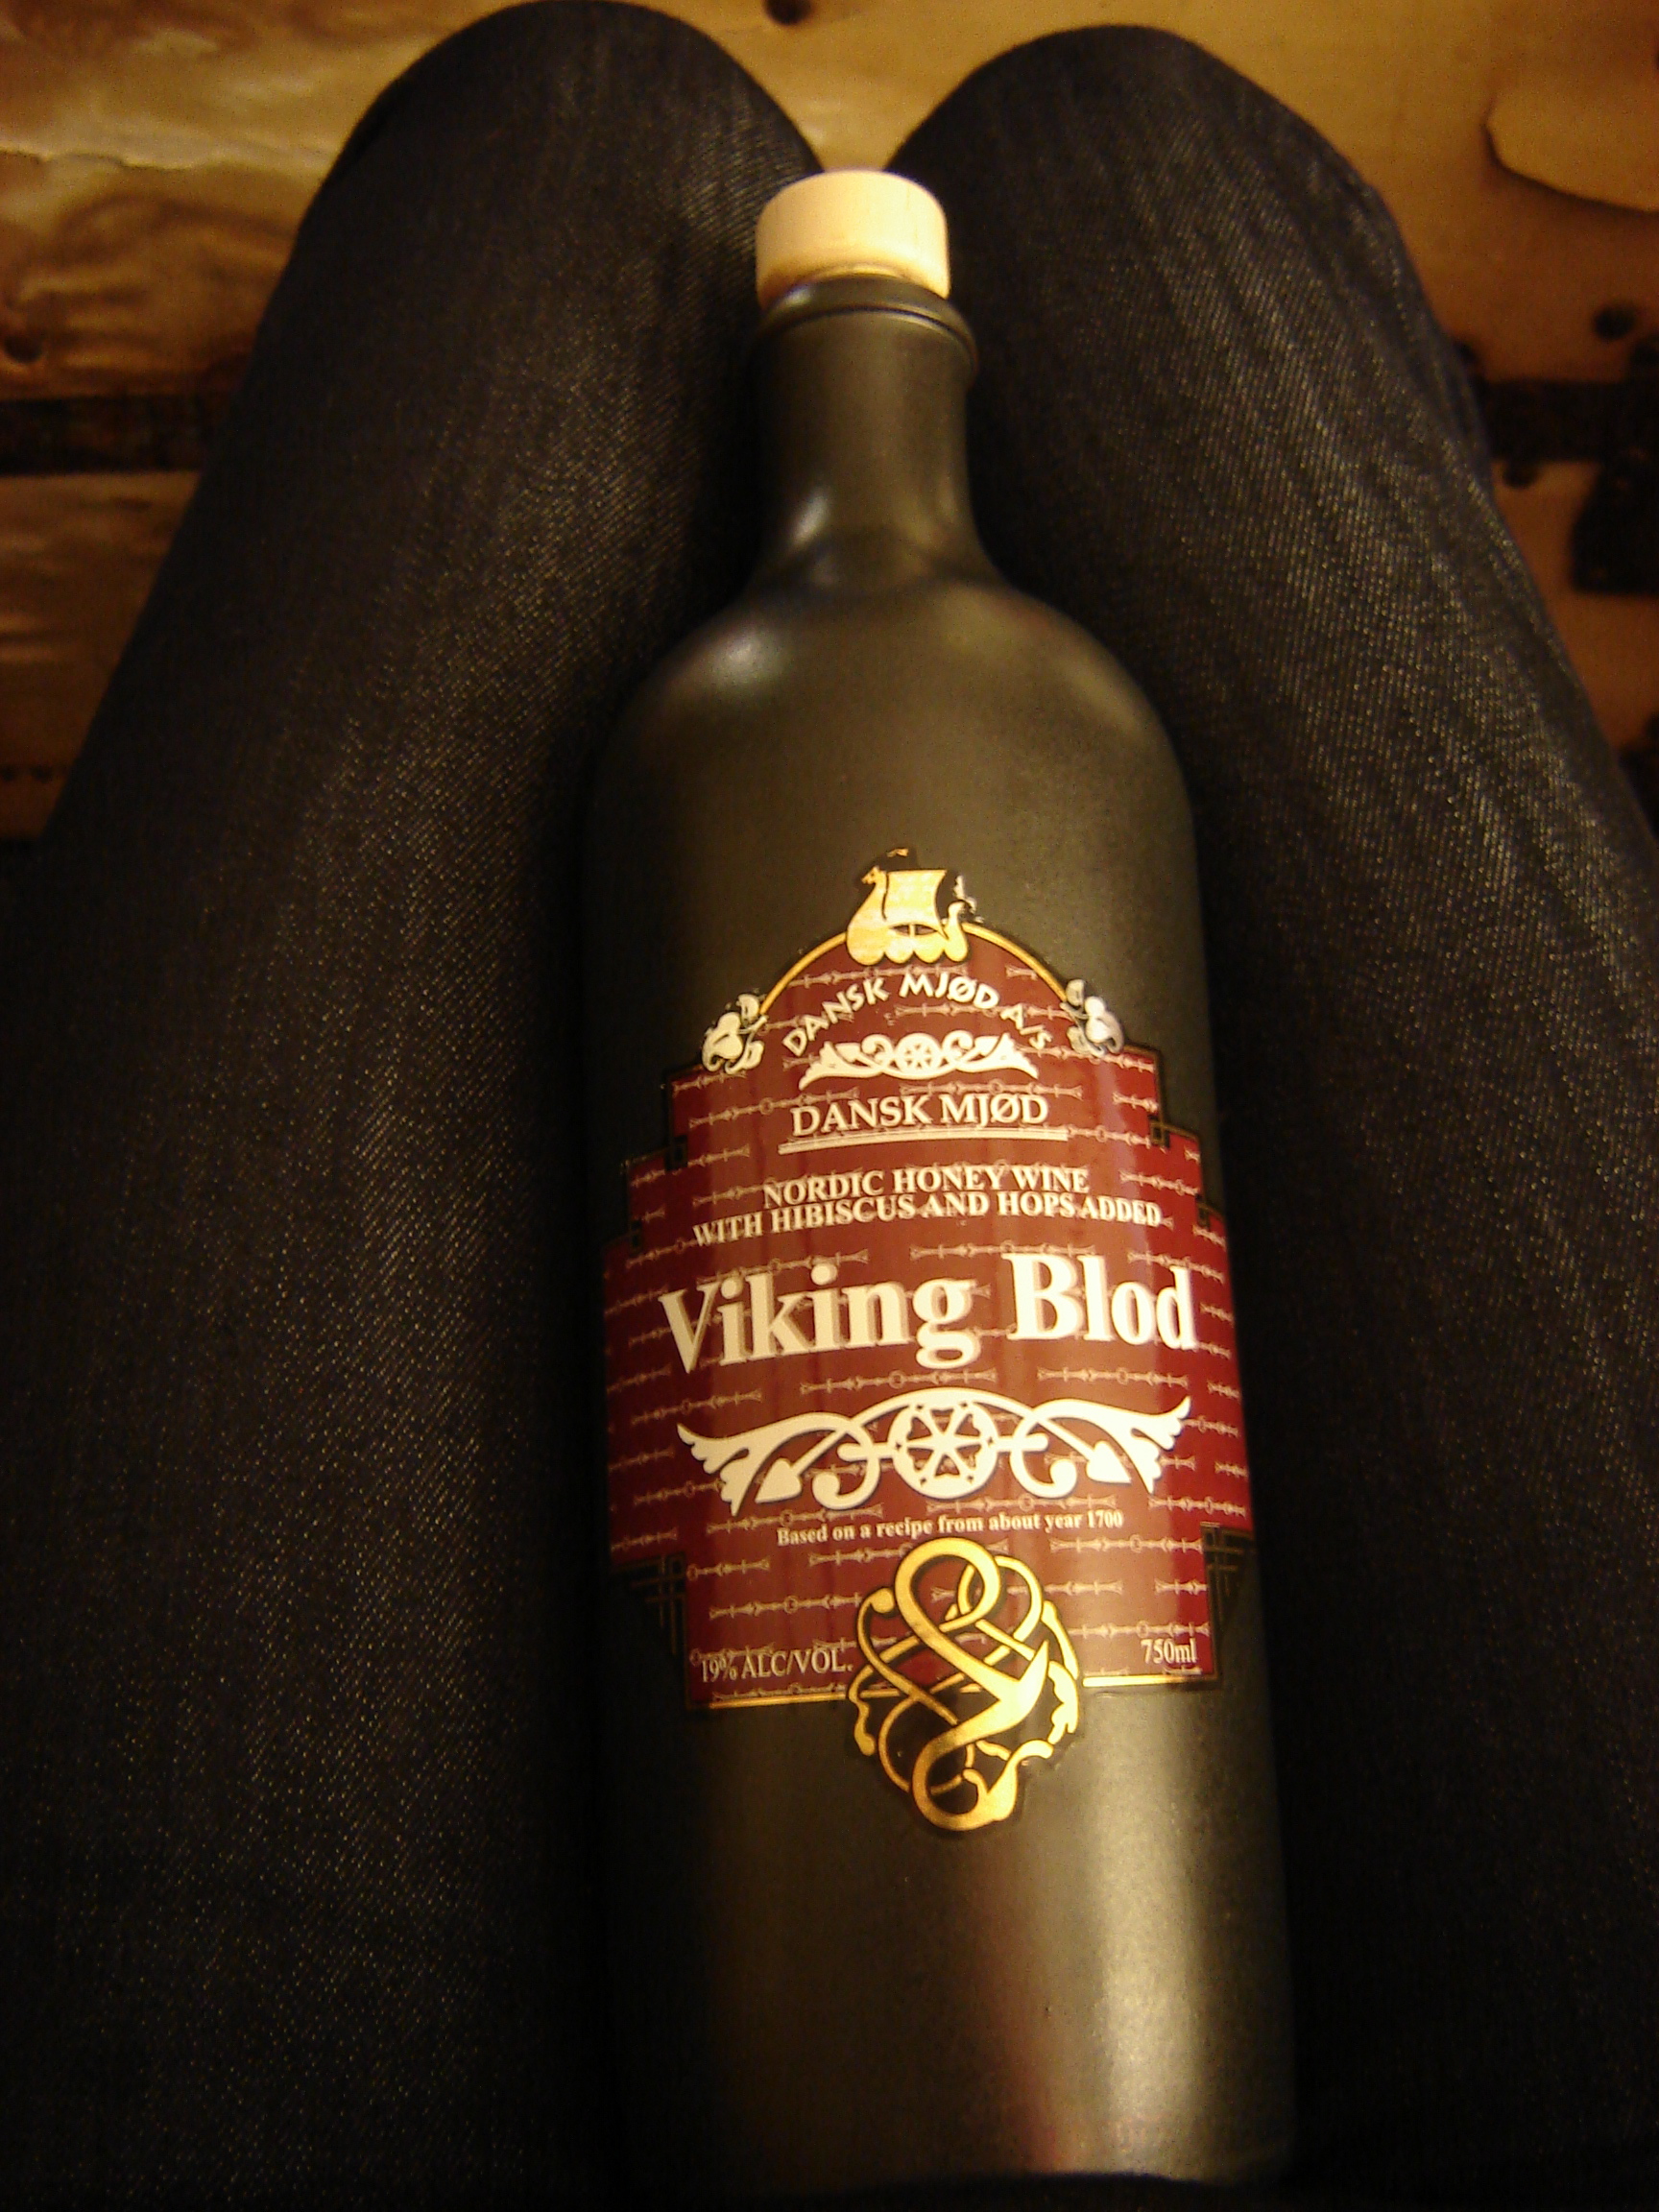 DANSK MJØD A/S
DANSK MJØD
NORDIC HONEY WINE
WITH HIBISCUS AND HOPS ADDED
Viking Blod
Based on a recipe from about year 1700
19% ALC/VOL.
750ml